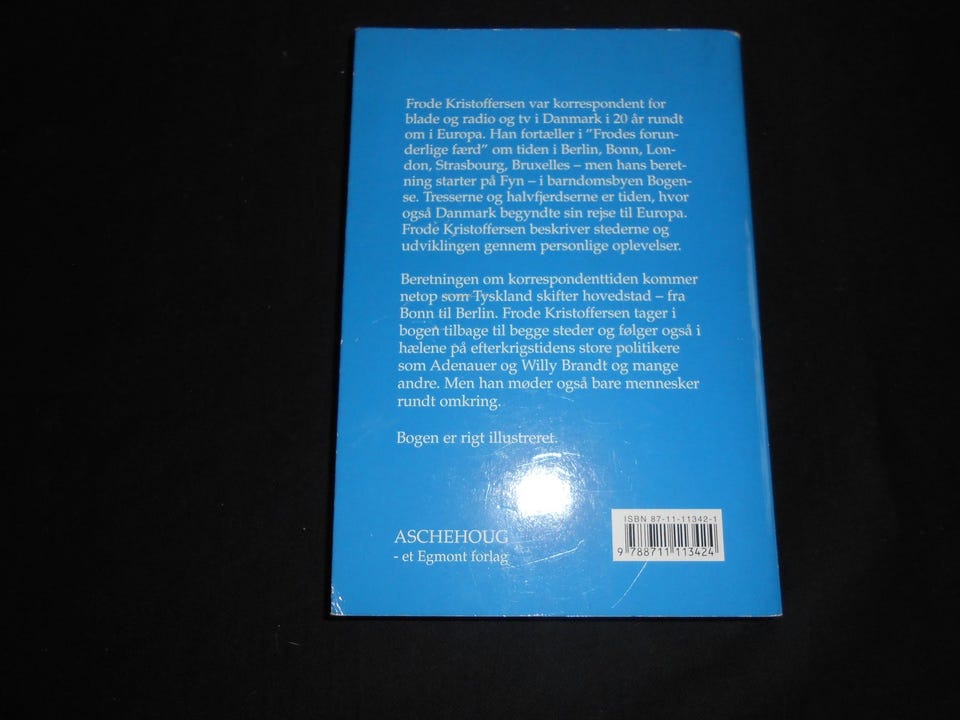 Frode Kristoffersen var korrespondent for
blade og radio og tv i Danmark i 20 år rundt
om i Europa. Han fortæller i ”Frodes forun-
derlige færd” om tiden i Berlin, Bonn, Lon-
don, Strasbourg, Bruxelles – men hans beret-
ning starter på Fyn – i barndomsbyen Bogen-
se. Tresserne og halvfjerdserne er tiden, hvor
også Danmark begyndte sin rejse til Europa.
Frode Kristoffersen beskriver stederne og
udviklingen gennem personlige oplevelser.
Beretningen om korrespondenttiden kommer
netop som Tyskland skifter hovedstad – fra
Bonn til Berlin. Frode Kristoffersen tager i
bogen tilbage til begge steder og følger også i
hælene på efterkrigstidens store politikere
som Adenauer og Willy Brandt og mange
andre. Men han møder også bare mennesker
rundt omkring.
Bogen er rigt illustreret.
ASCHEHOUG
- et Egmont forlag
ISBN 87-11-11342-1
9 788711 113424